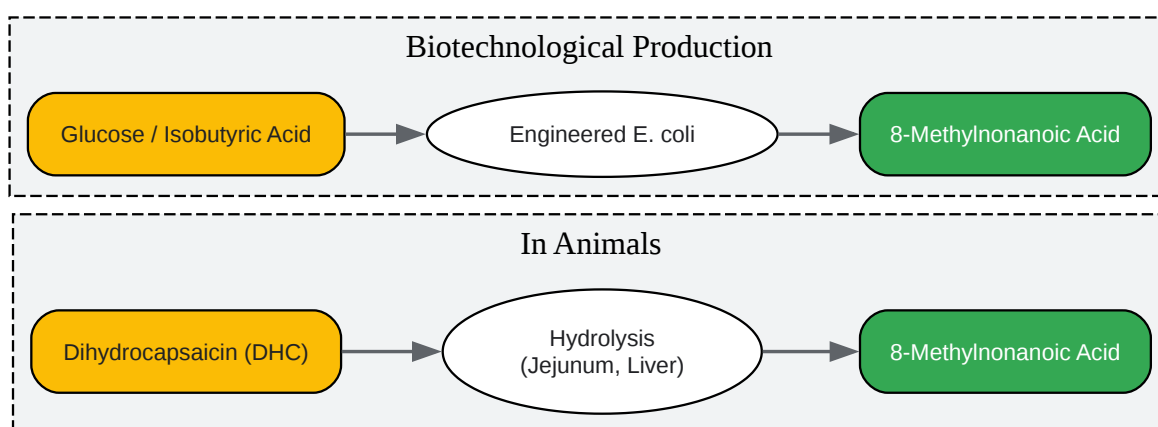 Biotechnological Production
Glucose / Isobutyric Acid
Engineered E. coli
8-Methylnonanoic Acid
In Animals
Dihydrocapsaicin (DHC)
Hydrolysis
(Jejunum, Liver)
8-Methylnonanoic Acid